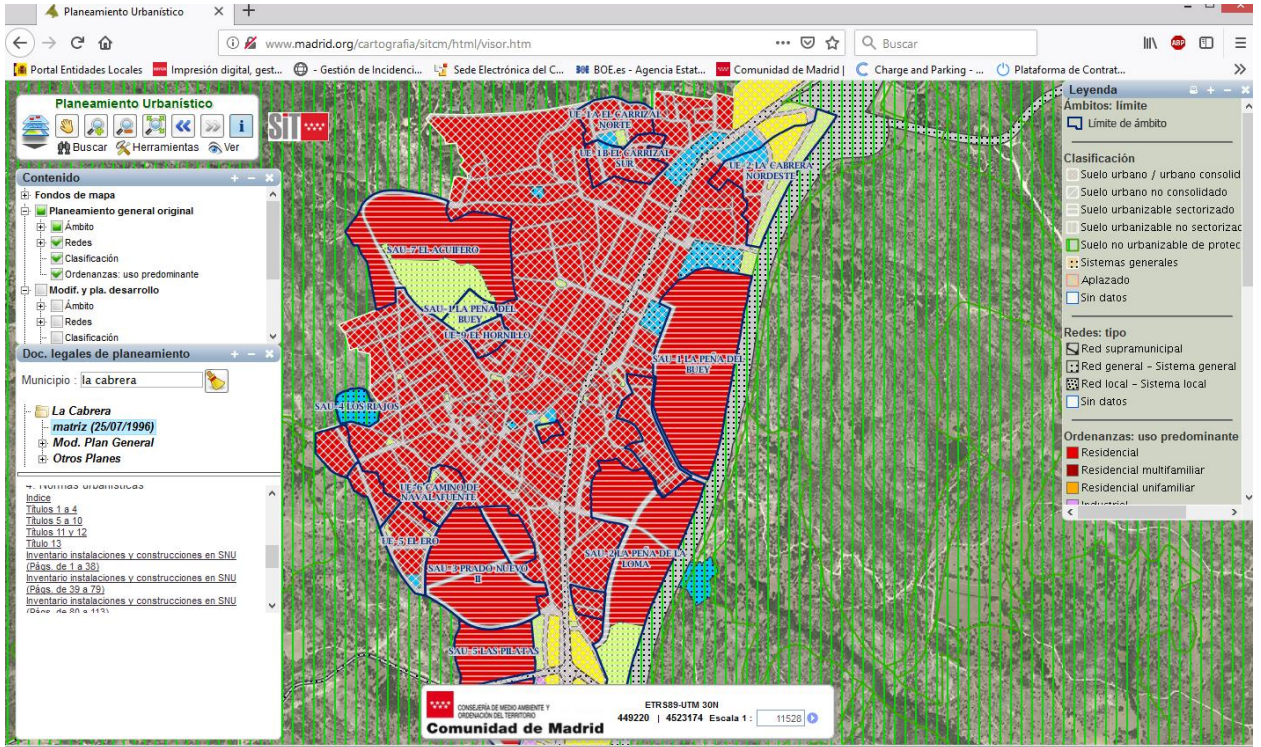 Planeamiento Urbanístico
www.madrid.org/cartografia/sitcm/html/visor.htm
Buscar
Portal Entidades Locales
Impresión digital, gest...
- Gestión de Incidenci...
Sede Electrónica del C...
BOE.es - Agencia Estat...
Comunidad de Madrid |
Charge and Parking - ...
Plataforma de Contrat...
Planeamiento Urbanístico
Buscar Herramientas Ver
SiT
Contenido
Fondos de mapa
Planeamiento general original
Ámbito
Redes
Clasificación
Ordenanzas: uso predominante
Modif. y pla. desarrollo
Ámbito
Redes
Clasificación
Doc. legales de planeamiento
Municipio : la cabrera
La Cabrera
matriz (25/07/1996)
Mod. Plan General
Otros Planes
4. Normas urbanísticas
Indice
Títulos 1 a 4
Títulos 5 a 10
Títulos 11 y 12
Título 13
Inventario instalaciones y construcciones en SNU
(Págs. de 1 a 38)
Inventario instalaciones y construcciones en SNU
(Págs. de 39 a 79)
Inventario instalaciones y construcciones en SNU
(Págs. de 80 a 113)
UE-1A EL CARRIZAL
NORTE
UE-1B EL CARRIZAL
SUR
UE-2 LA CABRERA
NORDESTE
SAU-7 EL ACUIFERO
SAU-1 LA PEÑA DEL
BUEY
UE-9 EL HORNILLO
SAU-1 LA PEÑA DEL
BUEY
SAU-4 LOS RIAJOS
UE-6 CAMINO DE
NAVALAFUENTE
UE-5 EL ERO
SAU-3 PRADO NUEVO
II
SAU-2 LA PEÑA DE LA
LOMA
SAU-5 LAS PILATAS
CONSEJERÍA DE MEDIO AMBIENTE Y
ORDENACIÓN DEL TERRITORIO
Comunidad de Madrid
ETRS89-UTM 30N
449220 | 4523174 Escala 1 : 11528
Leyenda
Ámbitos: límite
Límite de ámbito
Clasificación
Suelo urbano / urbano consolid
Suelo urbano no consolidado
Suelo urbanizable sectorizado
Suelo urbanizable no sectorizac
Suelo no urbanizable de protec
Sistemas generales
Aplazado
Sin datos
Redes: tipo
Red supramunicipal
Red general - Sistema general
Red local - Sistema local
Sin datos
Ordenanzas: uso predominante
Residencial
Residencial multifamiliar
Residencial unifamiliar
Industrial